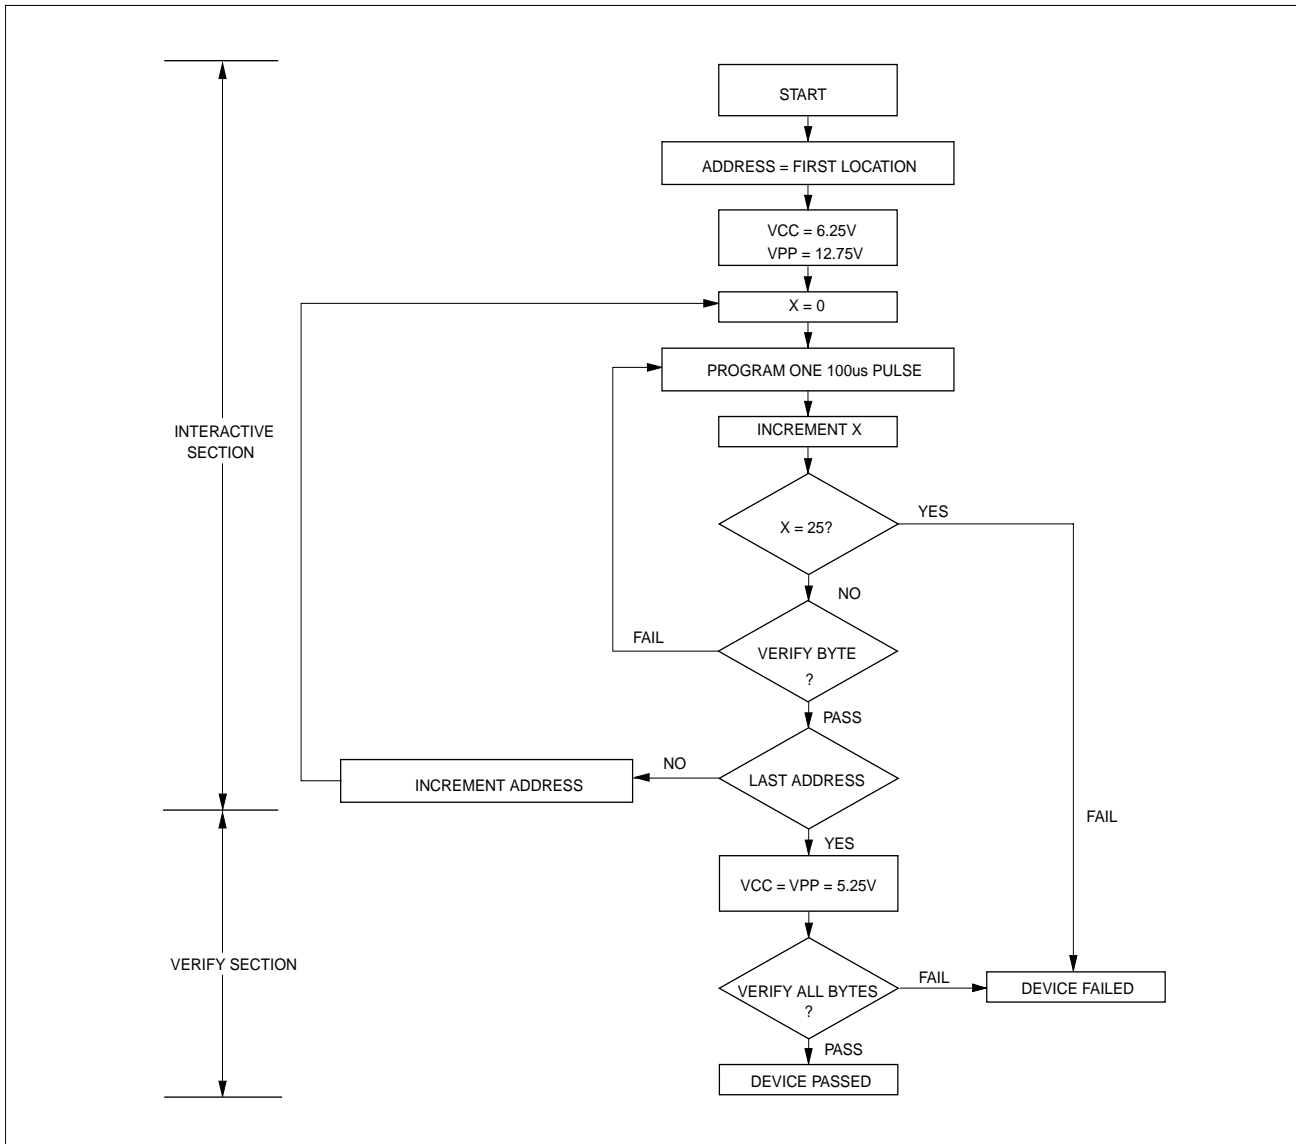 START
ADDRESS = FIRST LOCATION
VCC = 6.25V
VPP = 12.75V
X = 0
PROGRAM ONE 100us PULSE
INCREMENT X
INTERACTIVE
SECTION
X = 25?
YES
NO
FAIL
VERIFY BYTE
?
PASS
NO
LAST ADDRESS
INCREMENT ADDRESS
FAIL
YES
VCC = VPP = 5.25V
VERIFY SECTION
VERIFY ALL BYTES
?
FAIL
DEVICE FAILED
PASS
DEVICE PASSED